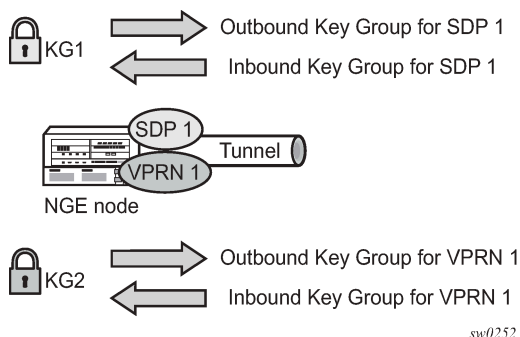 KG1
Outbound Key Group for SDP 1
Inbound Key Group for SDP 1
SDP 1
Tunnel
VPRN 1
NGE node
KG2
Outbound Key Group for VPRN 1
Inbound Key Group for VPRN 1
sw0252